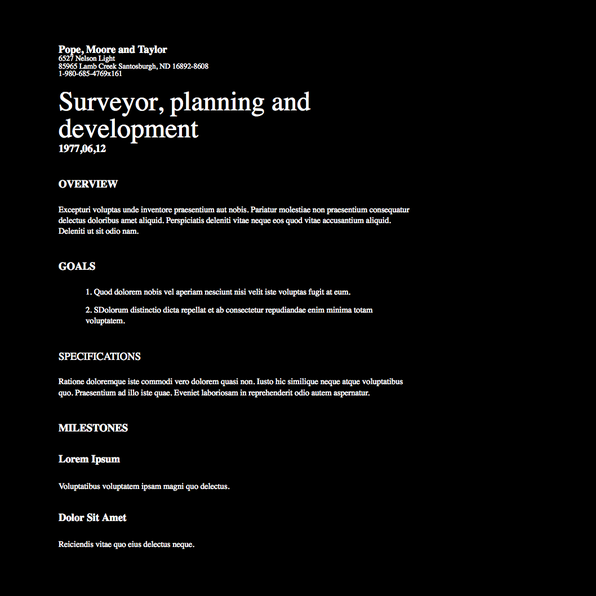 Pope, Moore and Taylor
6527 Nelson Light
85965 Lamb Creek Santosburgh, ND 16892-8608
1-980-685-4769x161
Surveyor, planning and
development
1977,06,12
OVERVIEW
Excepturi voluptas unde inventore praesentium aut nobis. Pariatur molestiae non praesentium consequatur
delectus doloribus amet aliquid. Perspiciatis deleniti vitae neque eos quod vitae accusantium aliquid.
Deleniti ut sit odio nam.
GOALS
1. Quod dolorem nobis vel aperiam nesciunt nisi velit iste voluptas fugit at eum.
2. SDolorum distinctio dicta repellat et ab consectetur repudiandae enim minima totam
voluptatem.
SPECIFICATIONS
Ratione doloremque iste commodi vero dolorem quasi non. Iusto hic similique neque atque voluptatibus
quo. Praesentium ad illo iste quae. Eveniet laboriosam in reprehenderit odio autem aspernatur.
MILESTONES
Lorem Ipsum
Voluptatibus voluptatem ipsam magni quo delectus.
Dolor Sit Amet
Reiciendis vitae quo eius delectus neque.